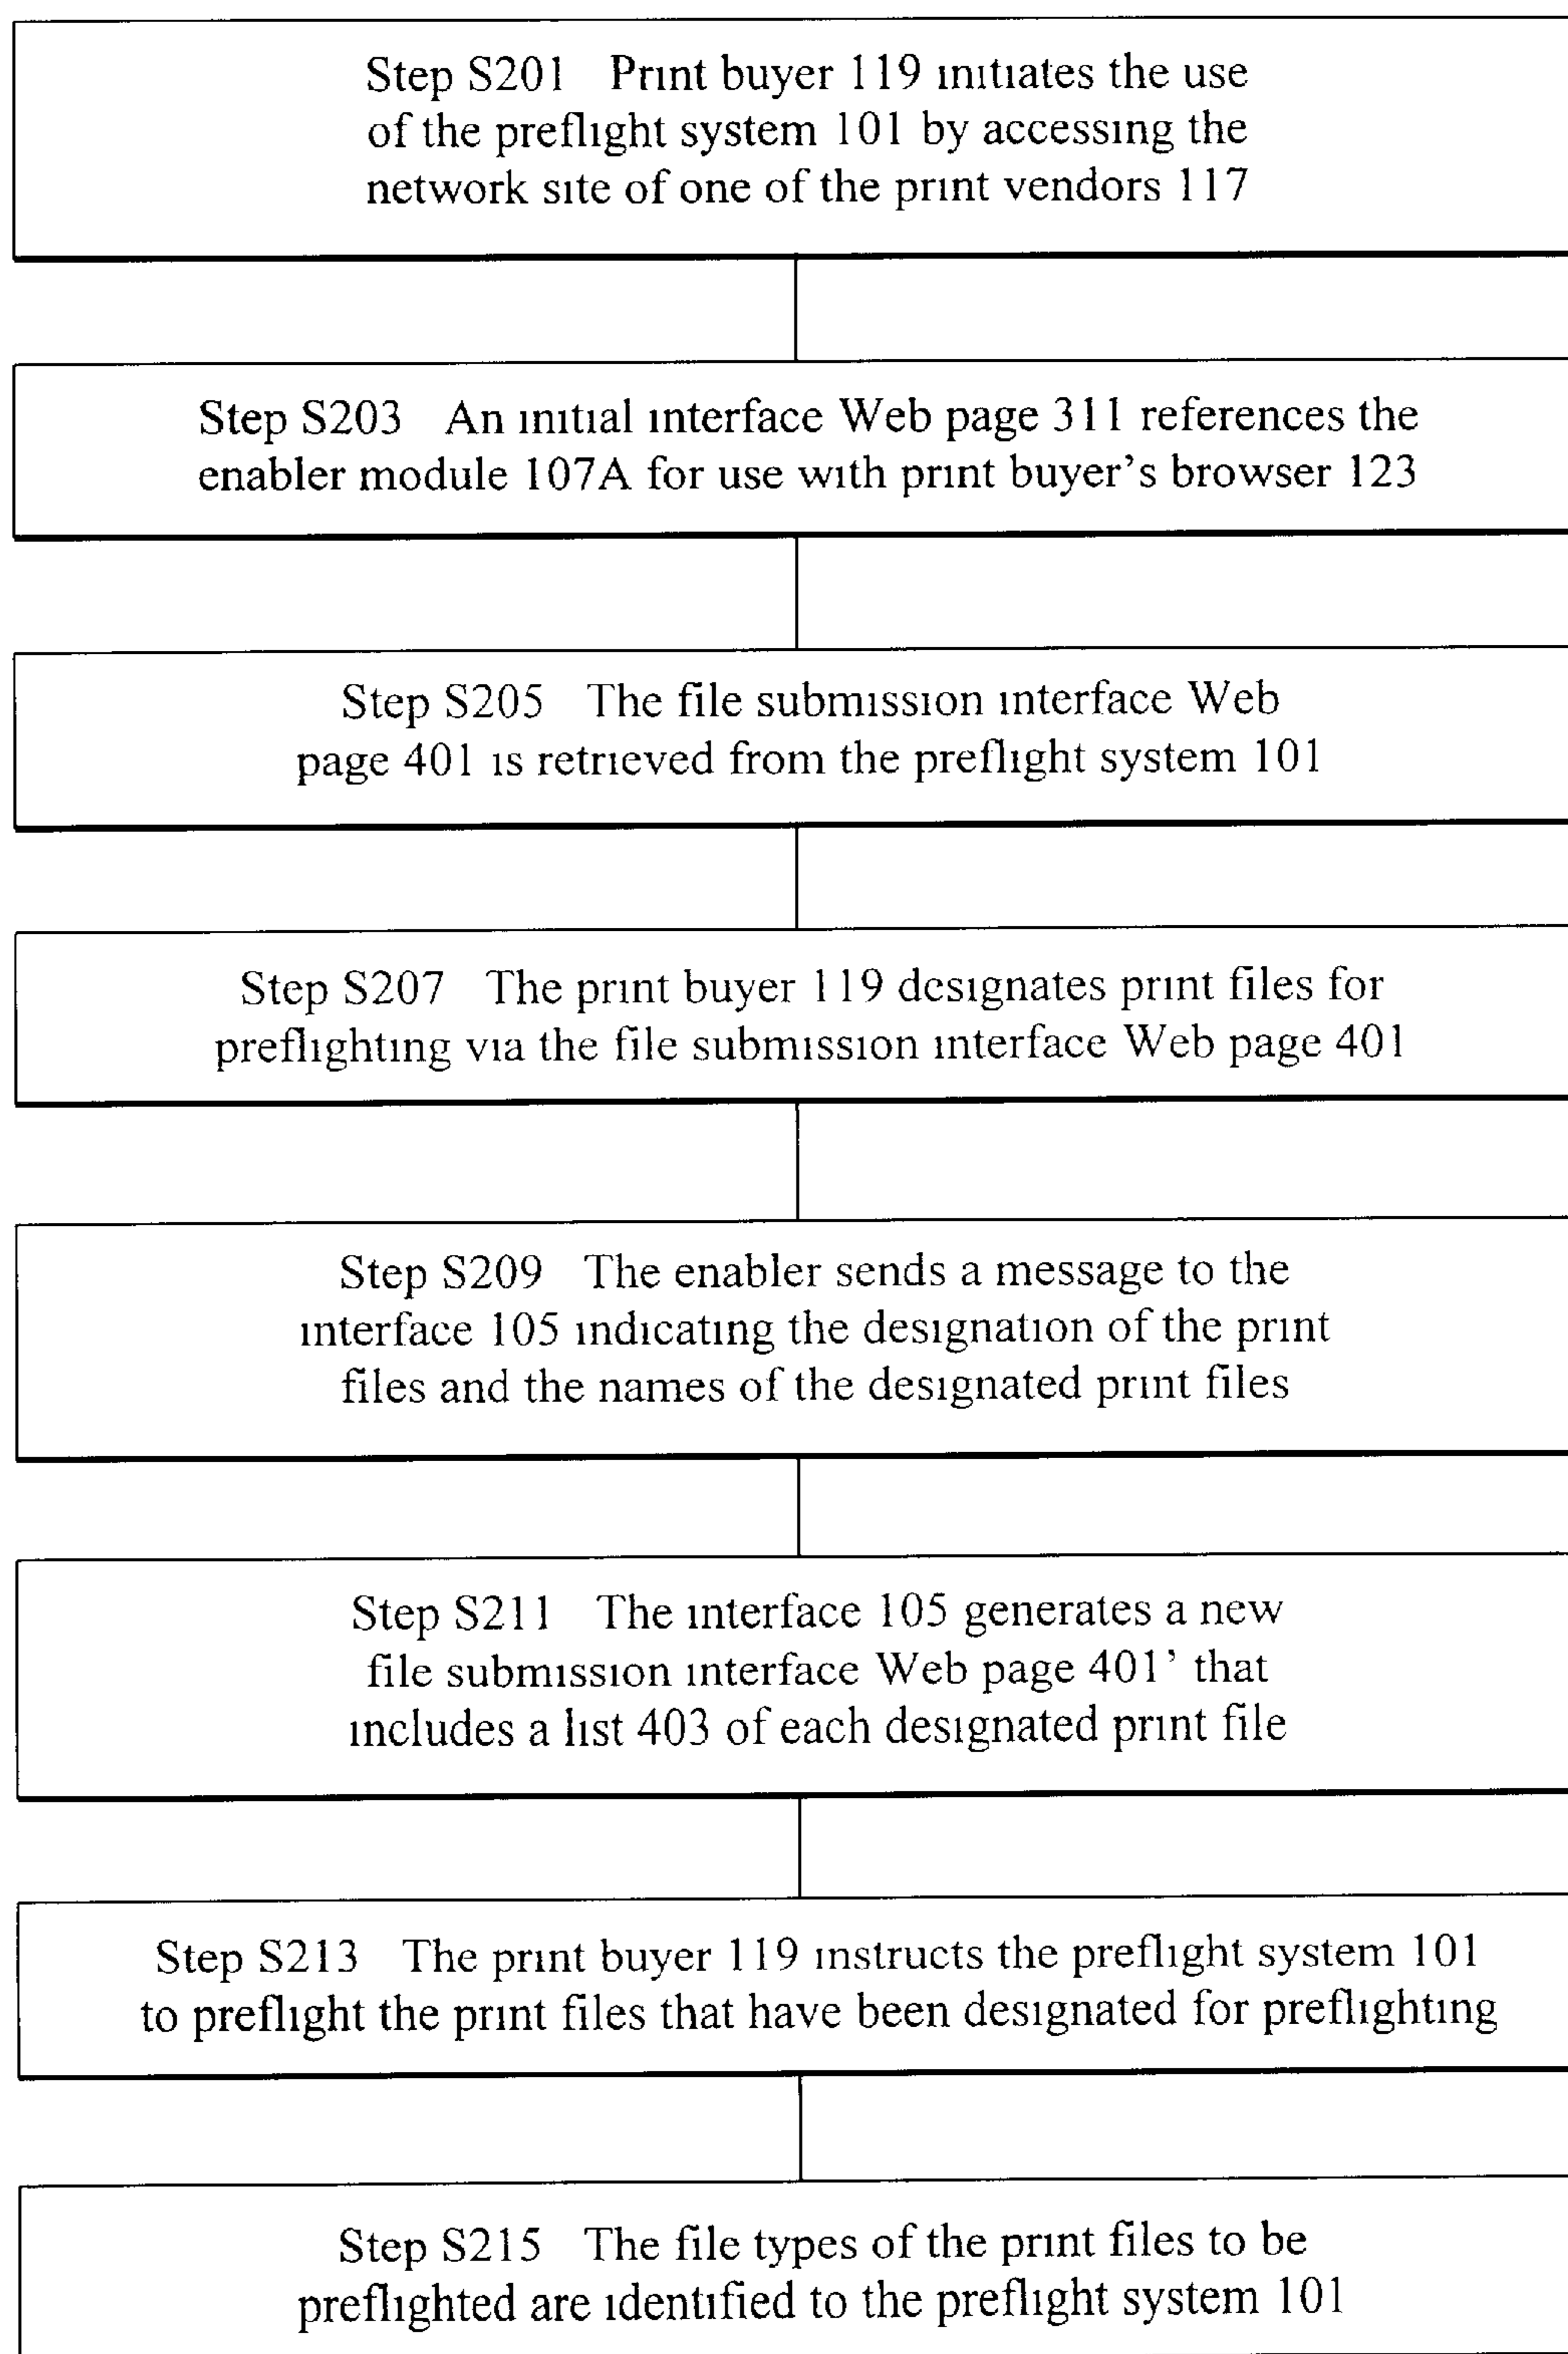 Step S201 Print buyer 119 initiates the use
of the preflight system 101 by accessing the
network site of one of the print vendors 117
Step S203 An initial interface Web page 311 references the
enabler module 107A for use with print buyer's browser 123
Step S205 The file submission interface Web
page 401 is retrieved from the preflight system 101
Step S207 The print buyer 119 designates print files for
preflighting via the file submission interface Web page 401
Step S209 The enabler sends a message to the
interface 105 indicating the designation of the print
files and the names of the designated print files
Step S211 The interface 105 generates a new
file submission interface Web page 401' that
includes a list 403 of each designated print file
Step S213 The print buyer 119 instructs the preflight system 101
to preflight the print files that have been designated for preflighting
Step S215 The file types of the print files to be
preflighted are identified to the preflight system 101